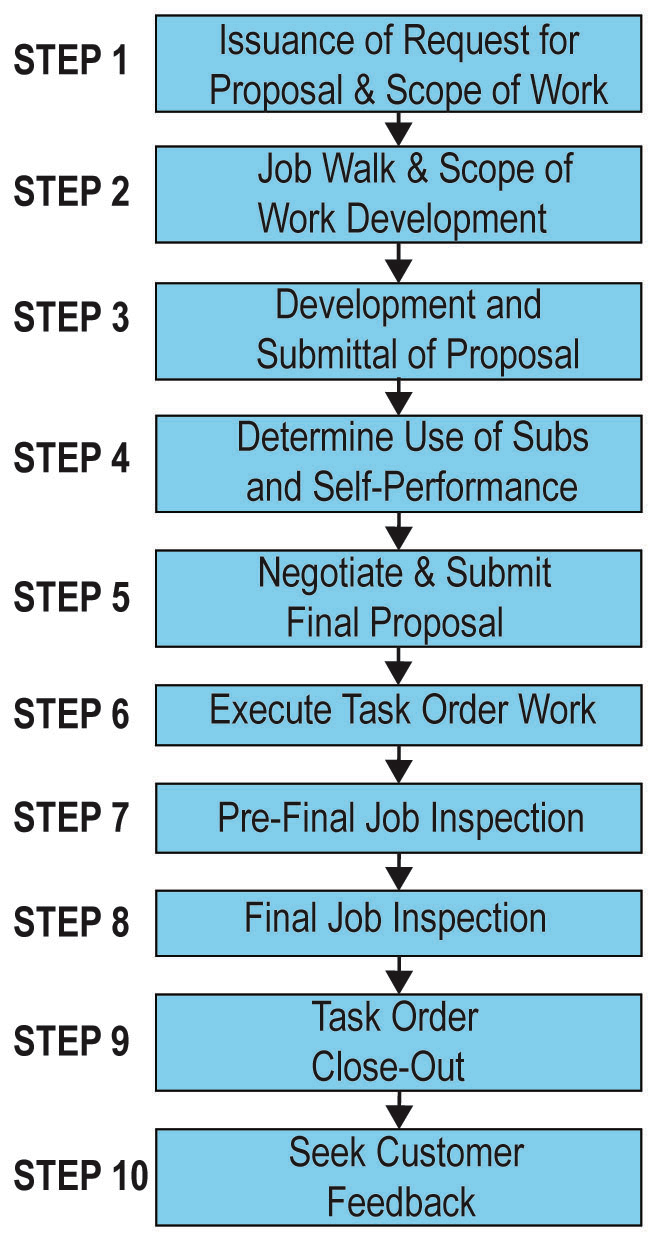 STEP 1
Issuance of Request for
Proposal & Scope of Work
STEP 2
Job Walk & Scope of
Work Development
STEP 3
Development and
Submittal of Proposal
STEP 4
Determine Use of Subs
and Self-Performance
STEP 5
Negotiate & Submit
Final Proposal
STEP 6
Execute Task Order Work
STEP 7
Pre-Final Job Inspection
STEP 8
Final Job Inspection
STEP 9
Task Order
Close-Out
STEP 10
Seek Customer
Feedback